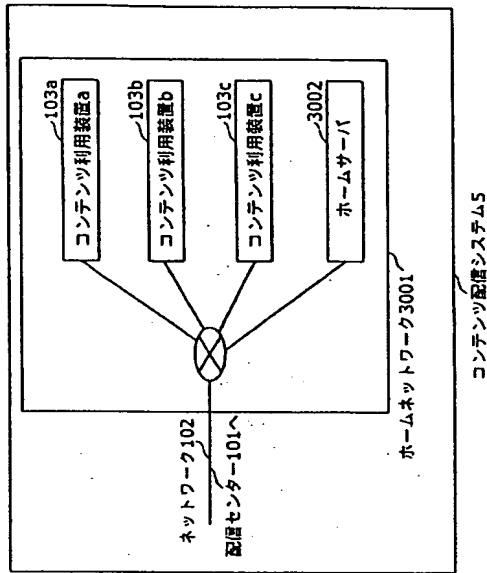 103a
コンテンツ利用装置a
103b
コンテンツ利用装置b
103c
コンテンツ利用装置c
3002
ホームサーバ
ネットワーク102
配信センター101へ
ホームネットワーク3001
コンテンツ配信システムS